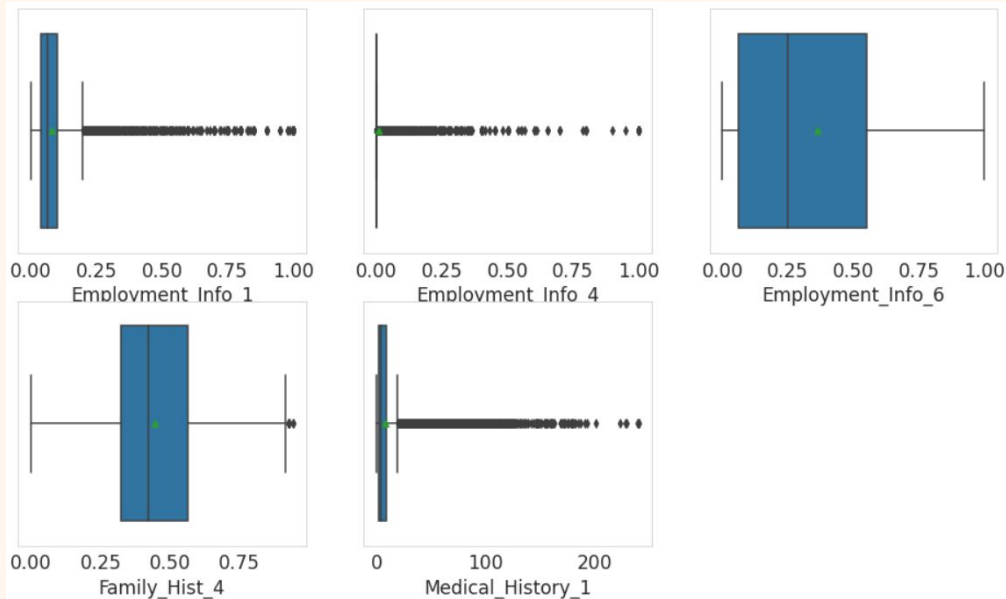 0.00 0.25 0.50 0.75 1.00 0.00 0.25 0.50 0.75 1.00 0.00 0.25 0.50 0.75 1.00
Employment_Info_1 Employment_Info_4 Employment_Info_6
0.00 0.25 0.50 0.75 0 100 200
Family_Hist_4 Medical_History_1